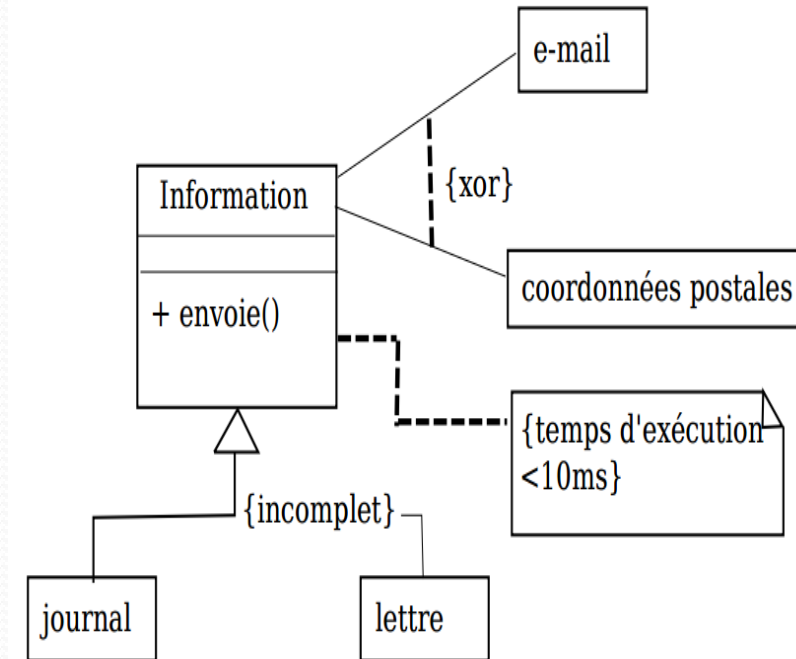 e-mail
Information
{xor}
coordonnées postales
+ envoie()
{temps d'exécution
<10ms}
{incomplet}
journal
lettre